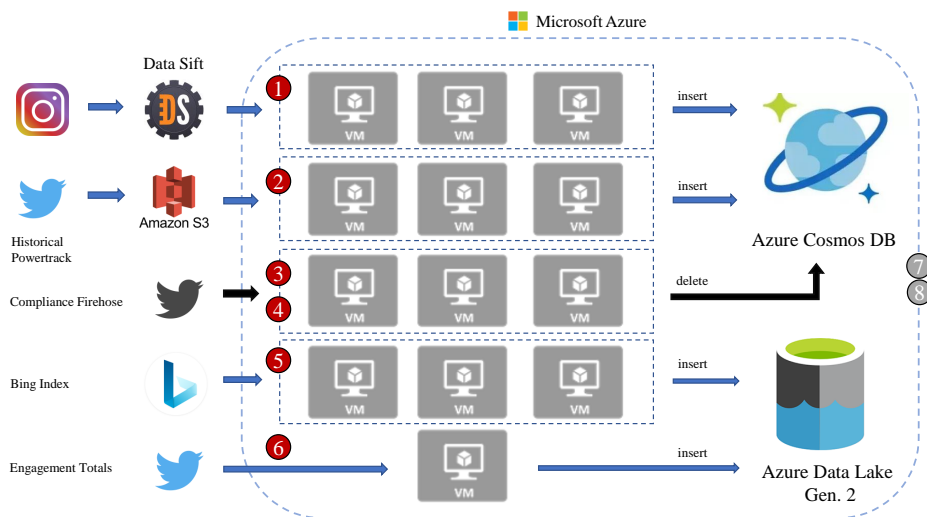 Microsoft Azure
Data Sift
DS
1
VM
VM
VM
insert
2
VM
VM
VM
insert
Amazon S3
Historical
Powertrack
Azure Cosmos DB
Compliance Firehose
3
4
VM
VM
VM
delete
7
8
Bing Index
5
VM
VM
VM
insert
Engagement Totals
6
VM
insert
Azure Data Lake
Gen. 2